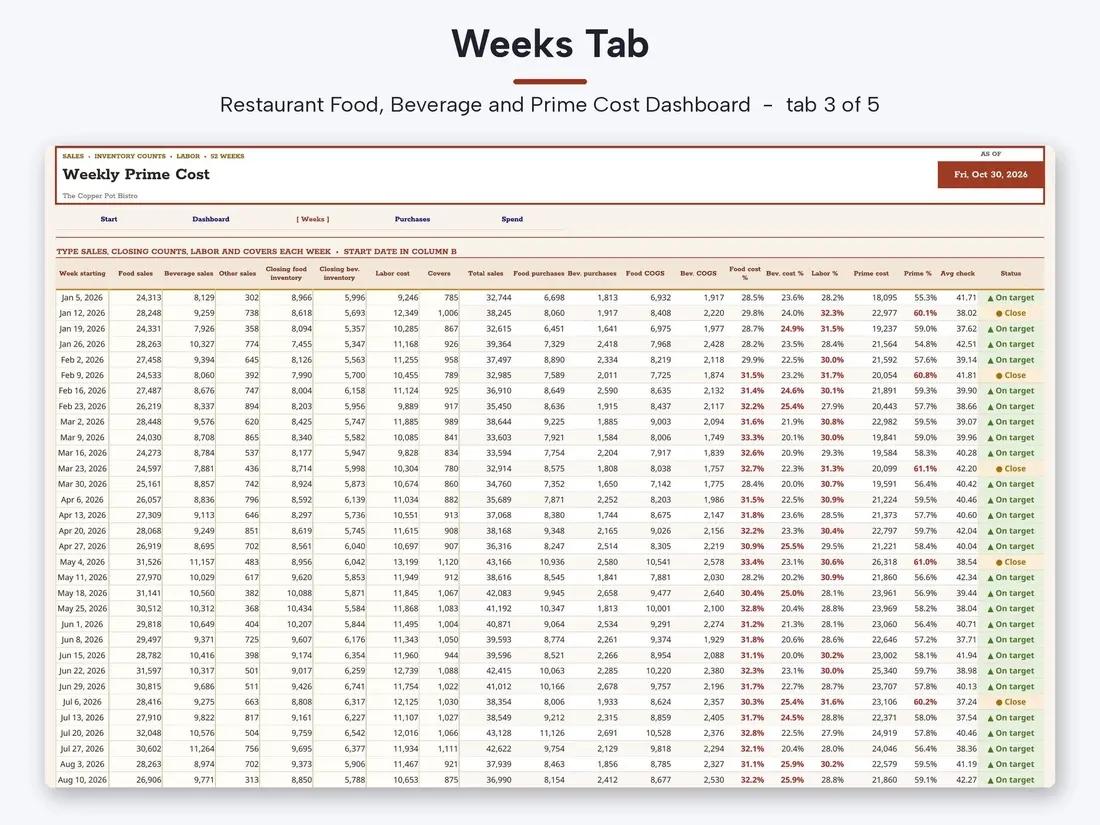 Weeks Tab
Restaurant Food, Beverage and Prime Cost Dashboard - tab 3 of 5
SALES • INVENTORY COUNTS • LABOR • 52 WEEKS
AS OF
Weekly Prime Cost
Fri, Oct 30, 2026
The Copper Pot Bistro
Start Dashboard [ Weeks ] Purchases Spend
TYPE SALES, CLOSING COUNTS, LABOR AND COVERS EACH WEEK • START DATE IN COLUMN B
Week starting Food sales Beverage sales Other sales Closing food inventory Closing bev. inventory Labor cost Covers Total sales Food purchases Bev. purchases Food COGS Bev. COGS Food cost % Bev. cost % Labor % Prime cost Prime % Avg check Status
Jan 5, 2026 24,313 8,129 302 8,966 5,996 9,246 785 32,744 6,698 1,813 6,932 1,917 28.5% 23.6% 28.2% 18,095 55.3% 41.71 ▲ On target
Jan 12, 2026 28,248 9,259 738 8,618 5,693 12,349 1,006 38,245 8,060 1,917 8,408 2,220 29.8% 24.0% 32.3% 22,977 60.1% 38.02 ● Close
Jan 19, 2026 24,331 7,926 358 8,094 5,357 10,285 867 32,615 6,451 1,641 6,975 1,977 28.7% 24.9% 31.5% 19,237 59.0% 37.62 ▲ On target
Jan 26, 2026 28,263 10,327 774 7,455 5,347 11,168 926 39,364 7,329 2,418 7,968 2,428 28.2% 23.5% 28.4% 21,564 54.8% 42.51 ▲ On target
Feb 2, 2026 27,458 9,394 645 8,126 5,563 11,255 958 37,497 8,890 2,334 8,219 2,118 29.9% 22.5% 30.0% 21,592 57.6% 39.14 ▲ On target
Feb 9, 2026 24,533 8,060 392 7,990 5,700 10,455 789 32,985 7,589 2,011 7,725 1,874 31.5% 23.2% 31.7% 20,054 60.8% 41.81 ● Close
Feb 16, 2026 27,487 8,676 747 8,004 6,158 11,124 925 36,910 8,649 2,590 8,635 2,132 31.4% 24.6% 30.1% 21,891 59.3% 39.90 ▲ On target
Feb 23, 2026 26,219 8,337 894 8,203 5,956 9,889 917 35,450 8,636 1,915 8,437 2,117 32.2% 25.4% 27.9% 20,443 57.7% 38.66 ▲ On target
Mar 2, 2026 28,448 9,576 620 8,425 5,747 11,885 989 38,644 9,225 1,885 9,003 2,094 31.6% 21.9% 30.8% 22,982 59.5% 39.07 ▲ On target
Mar 9, 2026 24,030 8,708 865 8,340 5,582 10,085 841 33,603 7,921 1,584 8,006 1,749 33.3% 20.1% 30.0% 19,841 59.0% 39.96 ▲ On target
Mar 16, 2026 24,273 8,784 537 8,177 5,947 9,828 834 33,594 7,754 2,204 7,917 1,839 32.6% 20.9% 29.3% 19,584 58.3% 40.28 ▲ On target
Mar 23, 2026 24,597 7,881 436 8,714 5,998 10,304 780 32,914 8,575 1,808 8,038 1,757 32.7% 22.3% 31.3% 20,099 61.1% 42.20 ● Close
Mar 30, 2026 25,161 8,857 742 8,924 5,873 10,674 860 34,760 7,352 1,650 7,142 1,775 28.4% 20.0% 30.7% 19,591 56.4% 40.42 ▲ On target
Apr 6, 2026 26,057 8,836 796 8,592 6,139 11,034 882 35,689 7,871 2,252 8,203 1,986 31.5% 22.5% 30.9% 21,224 59.5% 40.46 ▲ On target
Apr 13, 2026 27,309 9,113 646 8,297 5,736 10,551 913 37,068 8,380 1,744 8,675 2,147 31.8% 23.6% 28.5% 21,373 57.7% 40.60 ▲ On target
Apr 20, 2026 28,068 9,249 851 8,619 5,745 11,615 908 38,168 9,348 2,165 9,026 2,156 32.2% 23.3% 30.4% 22,797 59.7% 42.04 ▲ On target
Apr 27, 2026 26,919 8,695 702 8,561 6,040 10,697 907 36,316 8,247 2,514 8,305 2,219 30.9% 25.5% 29.5% 21,221 58.4% 40.04 ▲ On target
May 4, 2026 31,526 11,157 483 8,956 6,042 13,199 1,120 43,166 10,936 2,580 10,541 2,578 33.4% 23.1% 30.6% 26,318 61.0% 38.54 ● Close
May 11, 2026 27,970 10,029 617 9,620 5,853 11,949 912 38,616 8,545 1,841 7,881 2,030 28.2% 20.2% 30.9% 21,860 56.6% 42.34 ▲ On target
May 18, 2026 31,141 10,560 382 10,088 5,871 11,845 1,067 42,083 9,945 2,658 9,477 2,640 30.4% 25.0% 28.1% 23,961 56.9% 39.44 ▲ On target
May 25, 2026 30,512 10,312 368 10,434 5,584 11,868 1,083 41,192 10,347 1,813 10,001 2,100 32.8% 20.4% 28.8% 23,969 58.2% 38.04 ▲ On target
Jun 1, 2026 29,818 10,649 404 10,207 5,844 11,495 1,004 40,871 9,064 2,534 9,291 2,274 31.2% 21.3% 28.1% 23,060 56.4% 40.71 ▲ On target
Jun 8, 2026 29,497 9,371 725 9,607 6,176 11,343 1,050 39,593 8,774 2,261 9,374 1,929 31.8% 20.6% 28.6% 22,646 57.2% 37.71 ▲ On target
Jun 15, 2026 28,782 10,416 398 9,174 6,354 11,960 944 39,596 8,521 2,266 8,954 2,088 31.1% 20.0% 30.2% 23,002 58.1% 41.94 ▲ On target
Jun 22, 2026 31,597 10,317 501 9,017 6,259 12,739 1,088 42,415 10,063 2,285 10,220 2,380 32.3% 23.1% 30.0% 25,340 59.7% 38.98 ▲ On target
Jun 29, 2026 30,815 9,686 511 9,426 6,741 11,754 1,022 41,012 10,166 2,678 9,757 2,196 31.7% 22.7% 28.7% 23,707 57.8% 40.13 ▲ On target
Jul 6, 2026 28,416 9,275 663 8,808 6,317 12,125 1,030 38,354 8,006 1,933 8,624 2,357 30.3% 25.4% 31.6% 23,106 60.2% 37.24 ● Close
Jul 13, 2026 27,910 9,822 817 9,161 6,227 11,107 1,027 38,549 9,212 2,315 8,859 2,405 31.7% 24.5% 28.8% 22,371 58.0% 37.54 ▲ On target
Jul 20, 2026 32,048 10,576 504 9,759 6,542 12,016 1,066 43,128 11,126 2,691 10,528 2,376 32.8% 22.5% 27.9% 24,919 57.8% 40.46 ▲ On target
Jul 27, 2026 30,602 11,264 756 9,695 6,377 11,934 1,111 42,622 9,754 2,129 9,818 2,294 32.1% 20.4% 28.0% 24,046 56.4% 38.36 ▲ On target
Aug 3, 2026 28,263 8,974 702 9,373 5,906 11,467 921 37,939 8,463 1,856 8,785 2,327 31.1% 25.9% 30.2% 22,579 59.5% 41.19 ▲ On target
Aug 10, 2026 26,906 9,771 313 8,850 5,788 10,653 875 36,990 8,154 2,412 8,677 2,530 32.2% 25.9% 28.8% 21,860 59.1% 42.27 ▲ On target